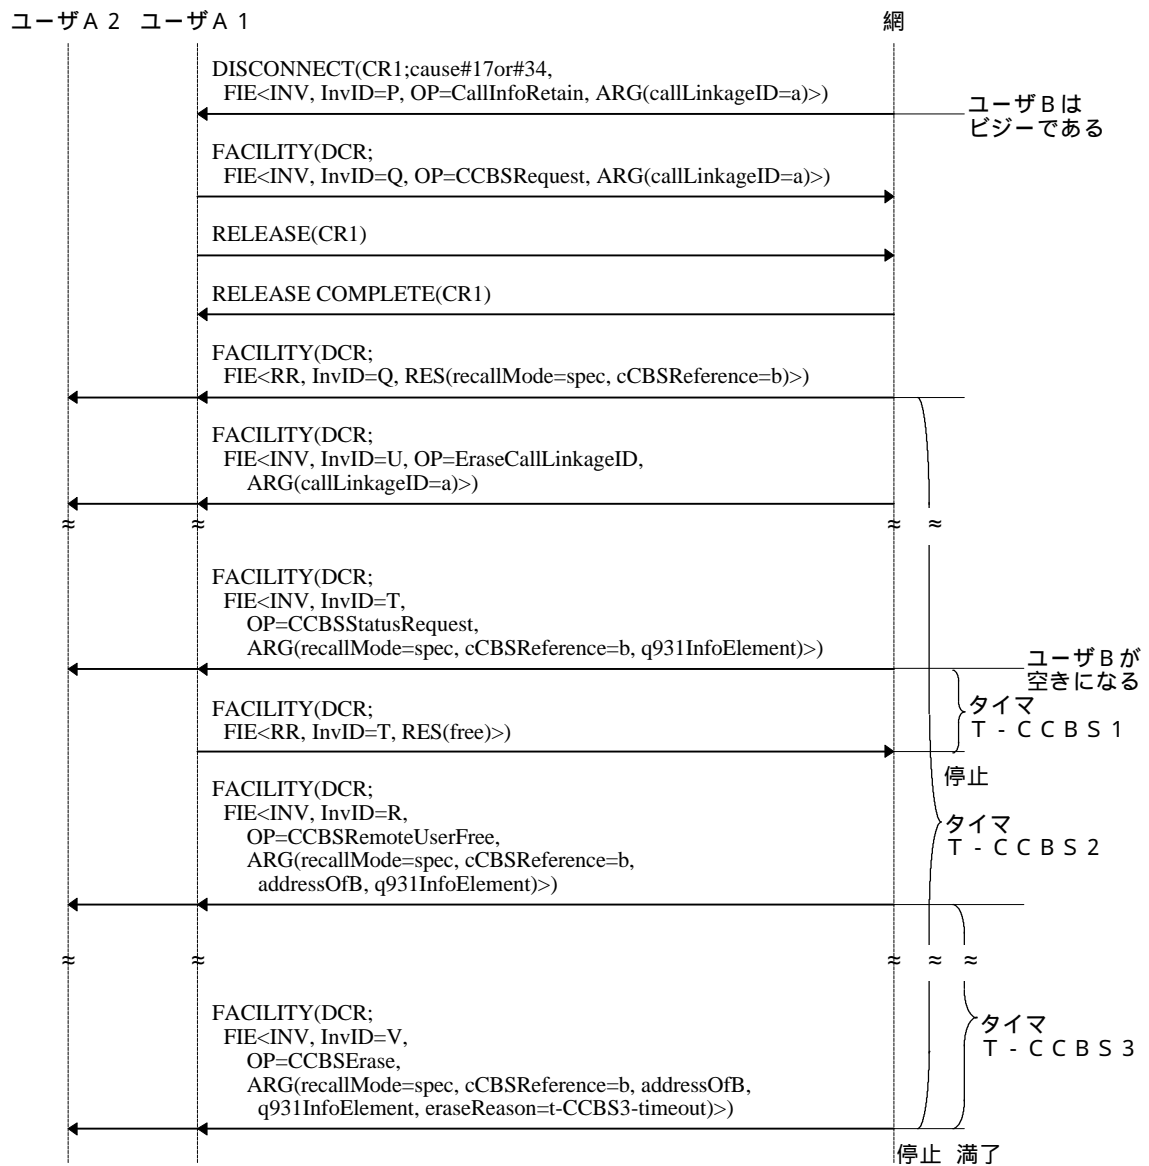 ユーザＡ２ ユーザＡ１ 網
DISCONNECT(CR1;cause#17or#34,
FIE<INV, InvID=P, OP=CallInfoRetain, ARG(callLinkageID=a)>)
ユーザＢは
ビジーである
FACILITY(DCR;
FIE<INV, InvID=Q, OP=CCBSRequest, ARG(callLinkageID=a)>)
RELEASE(CR1)
RELEASE COMPLETE(CR1)
FACILITY(DCR;
FIE<RR, InvID=Q, RES(recallMode=spec, cCBSReference=b)>)
FACILITY(DCR;
FIE<INV, InvID=U, OP=EraseCallLinkageID,
ARG(callLinkageID=a)>)
≈ ≈ ≈ ≈
FACILITY(DCR;
FIE<INV, InvID=T,
OP=CCBSStatusRequest,
ARG(recallMode=spec, cCBSReference=b, q931InfoElement)>)
ユーザＢが
空きになる
タイマ
Ｔ‐ＣＣＢＳ１
FACILITY(DCR;
FIE<RR, InvID=T, RES(free)>)
停止
FACILITY(DCR;
FIE<INV, InvID=R,
OP=CCBSRemoteUserFree,
ARG(recallMode=spec, cCBSReference=b,
addressOfB, q931InfoElement)>)
タイマ
Ｔ‐ＣＣＢＳ２
≈ ≈ ≈ ≈ ≈
FACILITY(DCR;
FIE<INV, InvID=V,
OP=CCBSErase,
ARG(recallMode=spec, cCBSReference=b, addressOfB,
q931InfoElement, eraseReason=t-CCBS3-timeout)>)
タイマ
Ｔ‐ＣＣＢＳ３
停止 満了